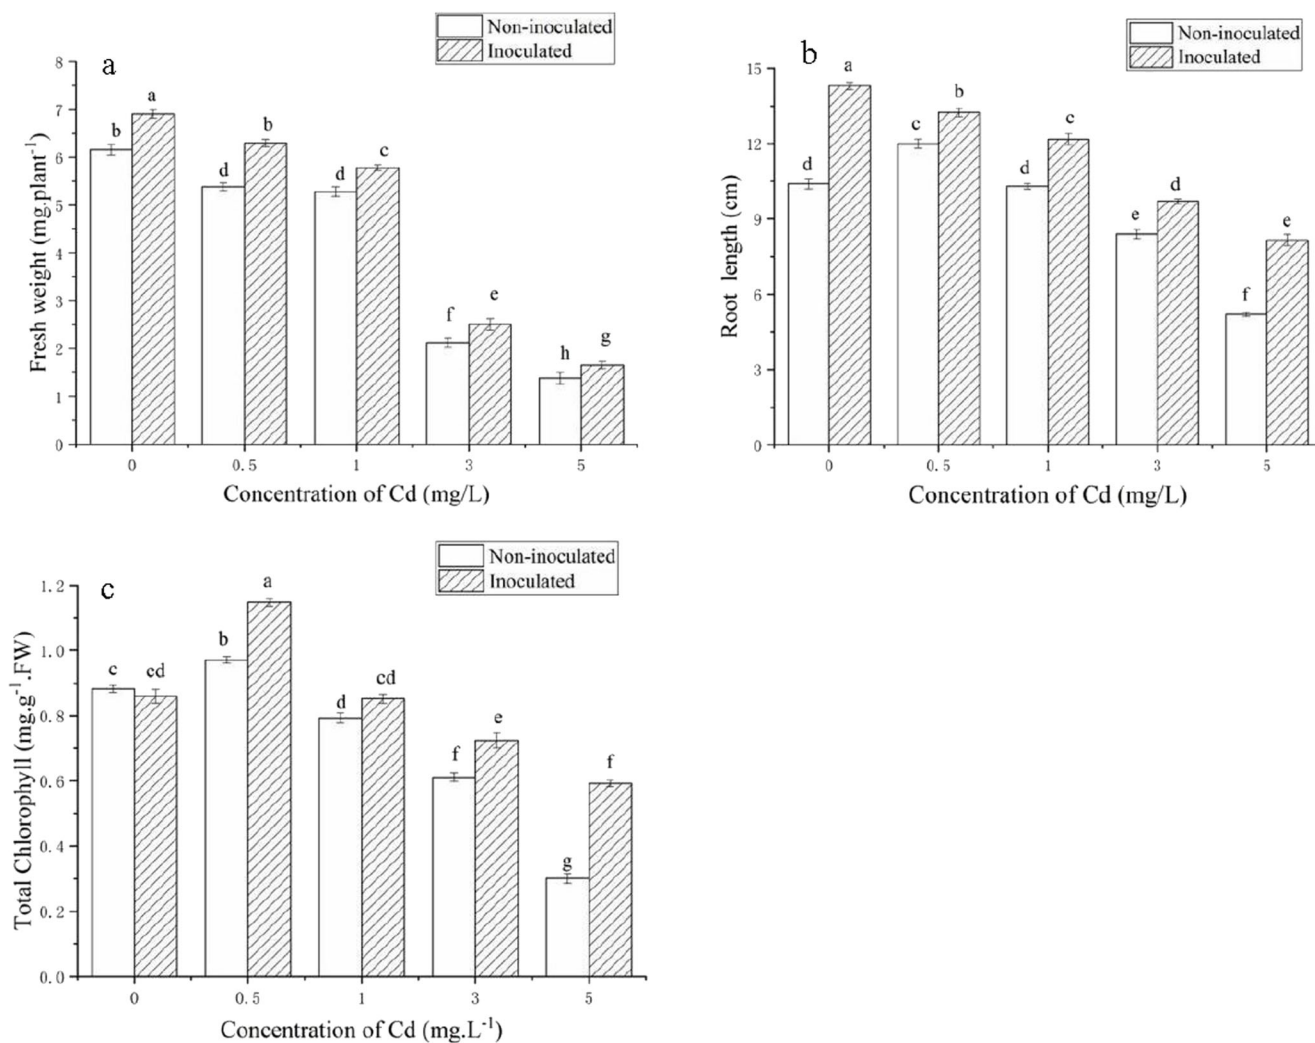 Non-inoculated
Inoculated
a
Fresh weight (mg.plant⁻¹)
8
7
6
5
4
3
2
1
0
b
a
d
b
d
c
f
e
h
g
0
0.5
1
3
5
Concentration of Cd (mg/L)
Non-inoculated
Inoculated
b
Root length (cm)
15
12
9
6
3
0
d
a
c
b
d
c
e
d
f
e
0
0.5
1
3
5
Concentration of Cd (mg/L)
Non-inoculated
Inoculated
c
Total Chlorophyll (mg.g⁻¹.FW)
1.2
1.0
0.8
0.6
0.4
0.2
0.0
c
cd
b
a
d
cd
f
e
g
f
0
0.5
1
3
5
Concentration of Cd (mg.L⁻¹)